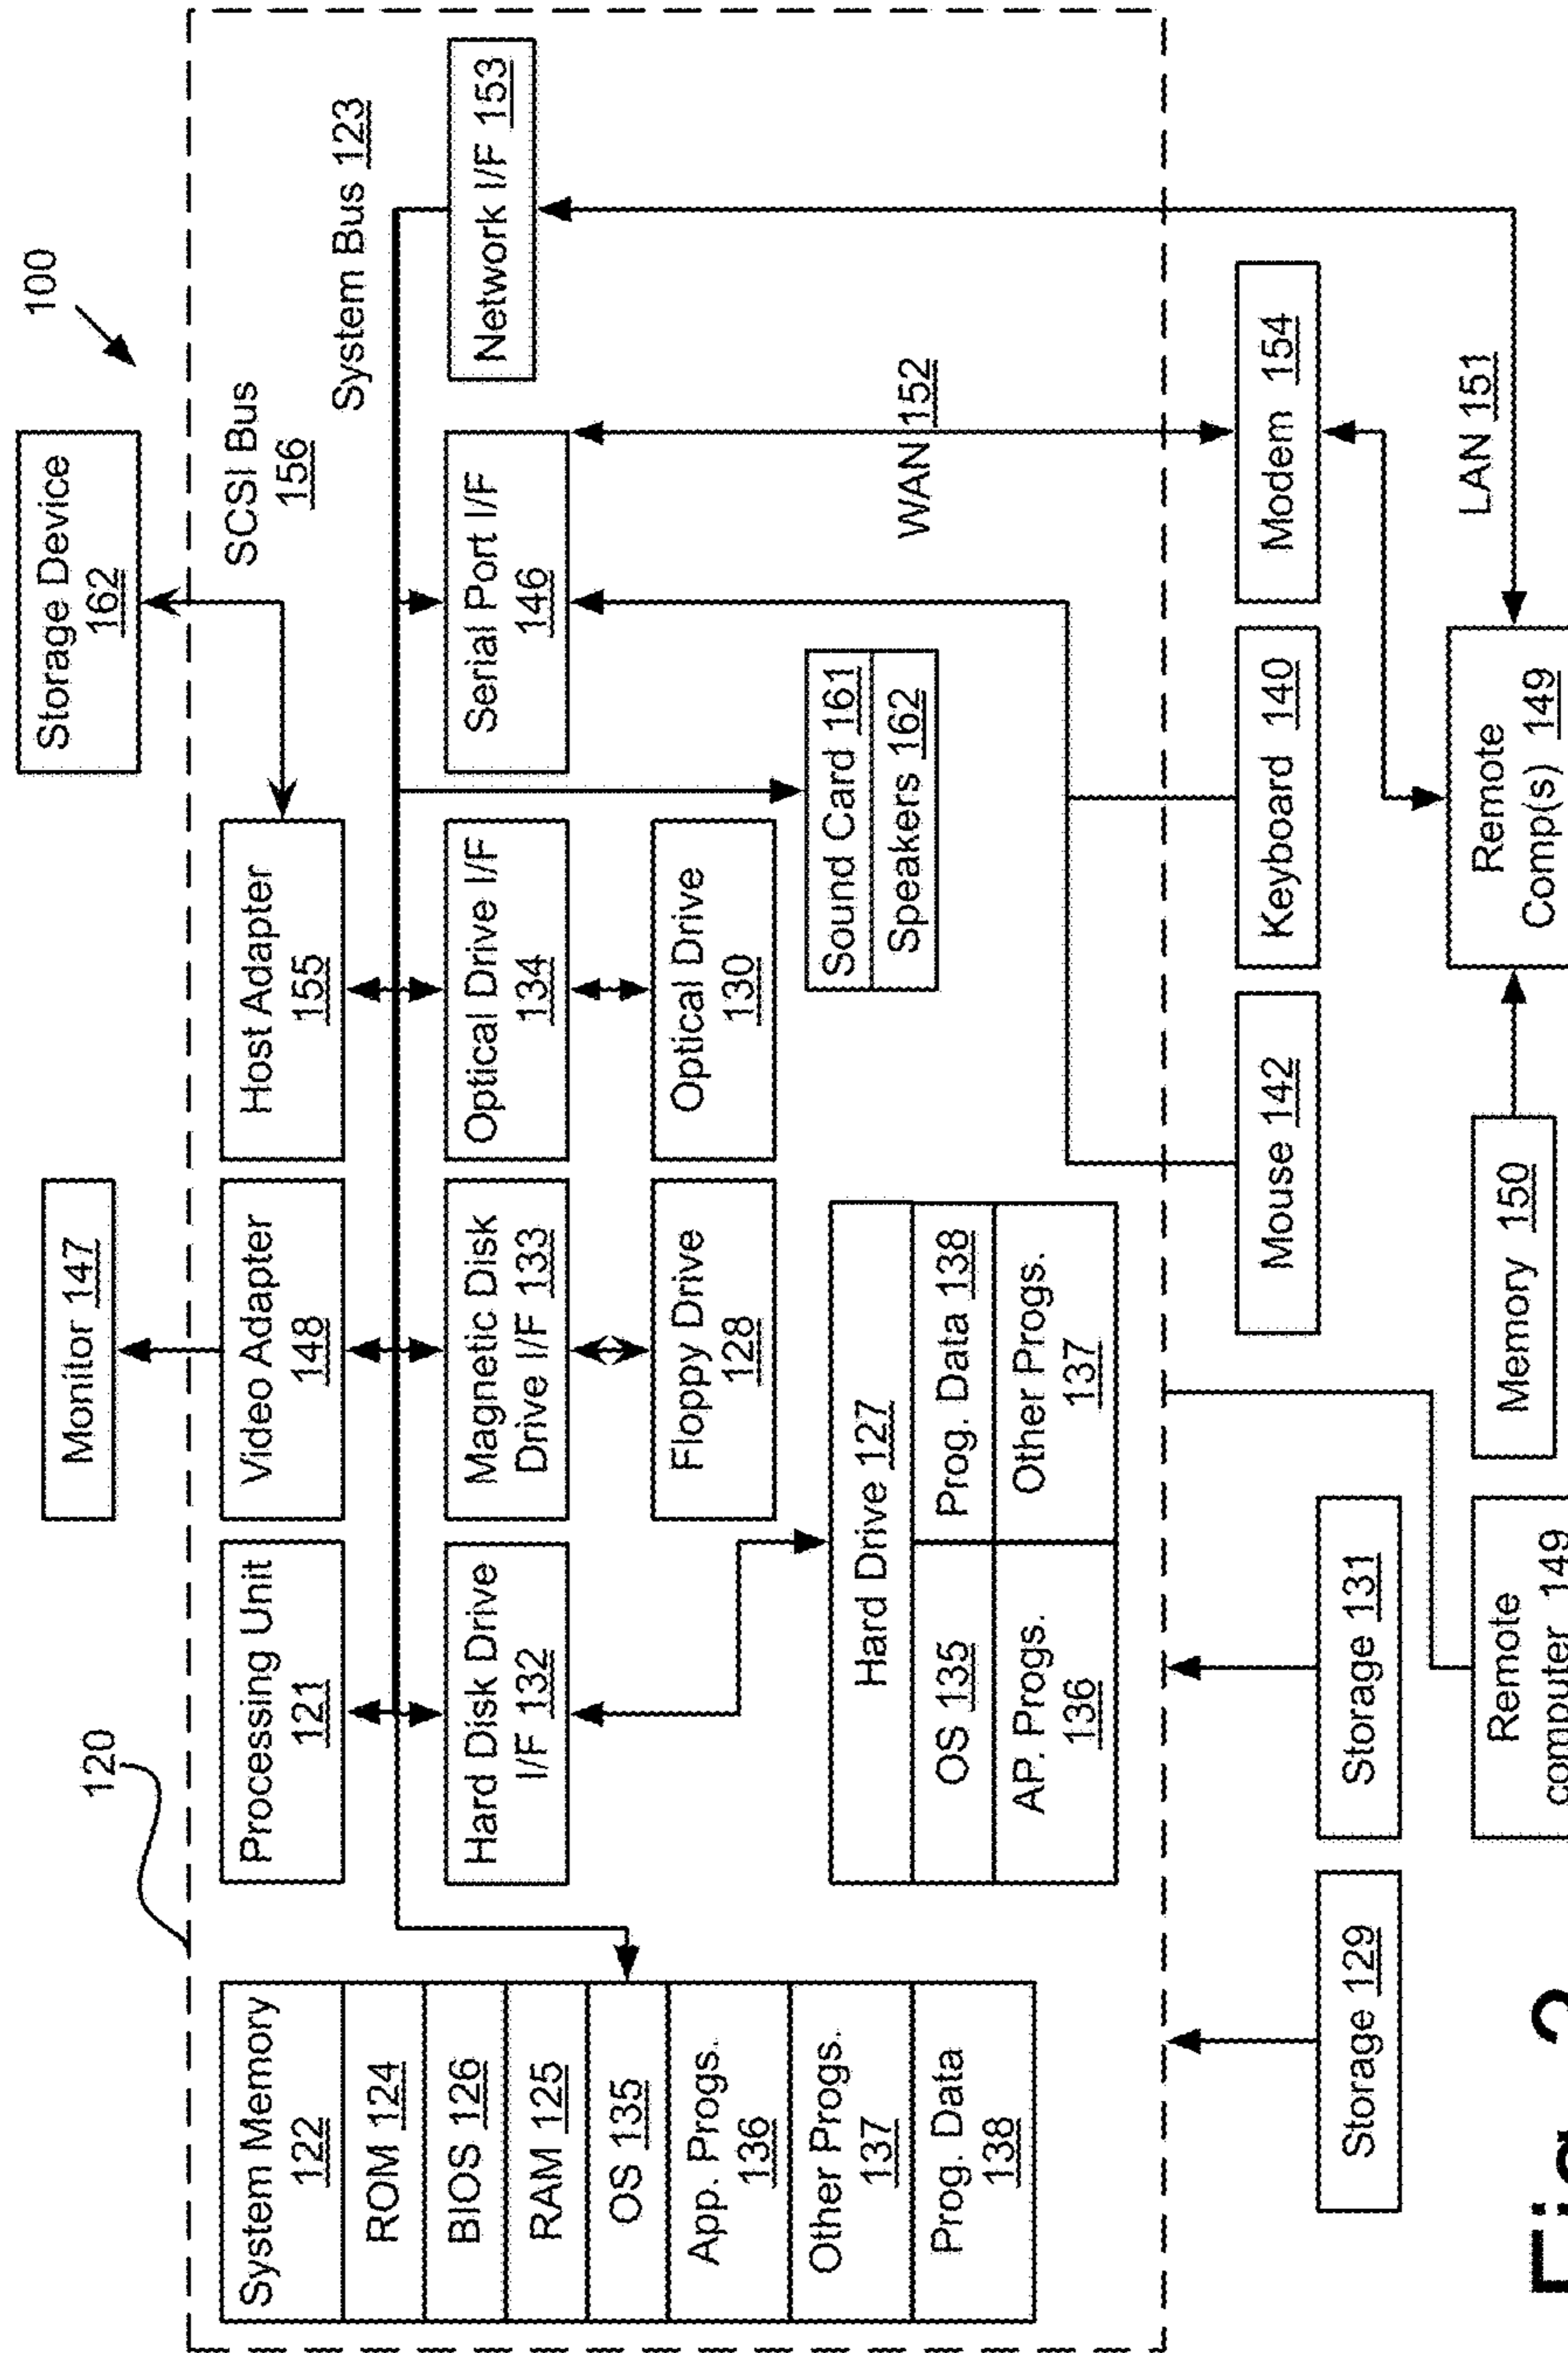 100
120
Monitor 147
Storage Device
162
SCSI Bus
156
System Memory
122
ROM 124
BIOS 126
RAM 125
OS 135
App. Progs.
136
Other Progs.
137
Prog. Data
138
Processing Unit
121
Video Adapter
148
Host Adapter
155
System Bus 123
Hard Disk Drive
I/F 132
Magnetic Disk
Drive I/F 133
Optical Drive I/F
134
Serial Port I/F
146
Network I/F 153
Floppy Drive
128
Optical Drive
130
Sound Card 161
Speakers 162
Hard Drive 127
OS 135
Prog. Data 138
AP. Progs.
136
Other Progs.
137
WAN 152
Mouse 142
Keyboard 140
Modem 154
Storage 129
Storage 131
LAN 151
Memory 150
Remote
Comp(s) 149
Remote
computer 149
Fig. 2